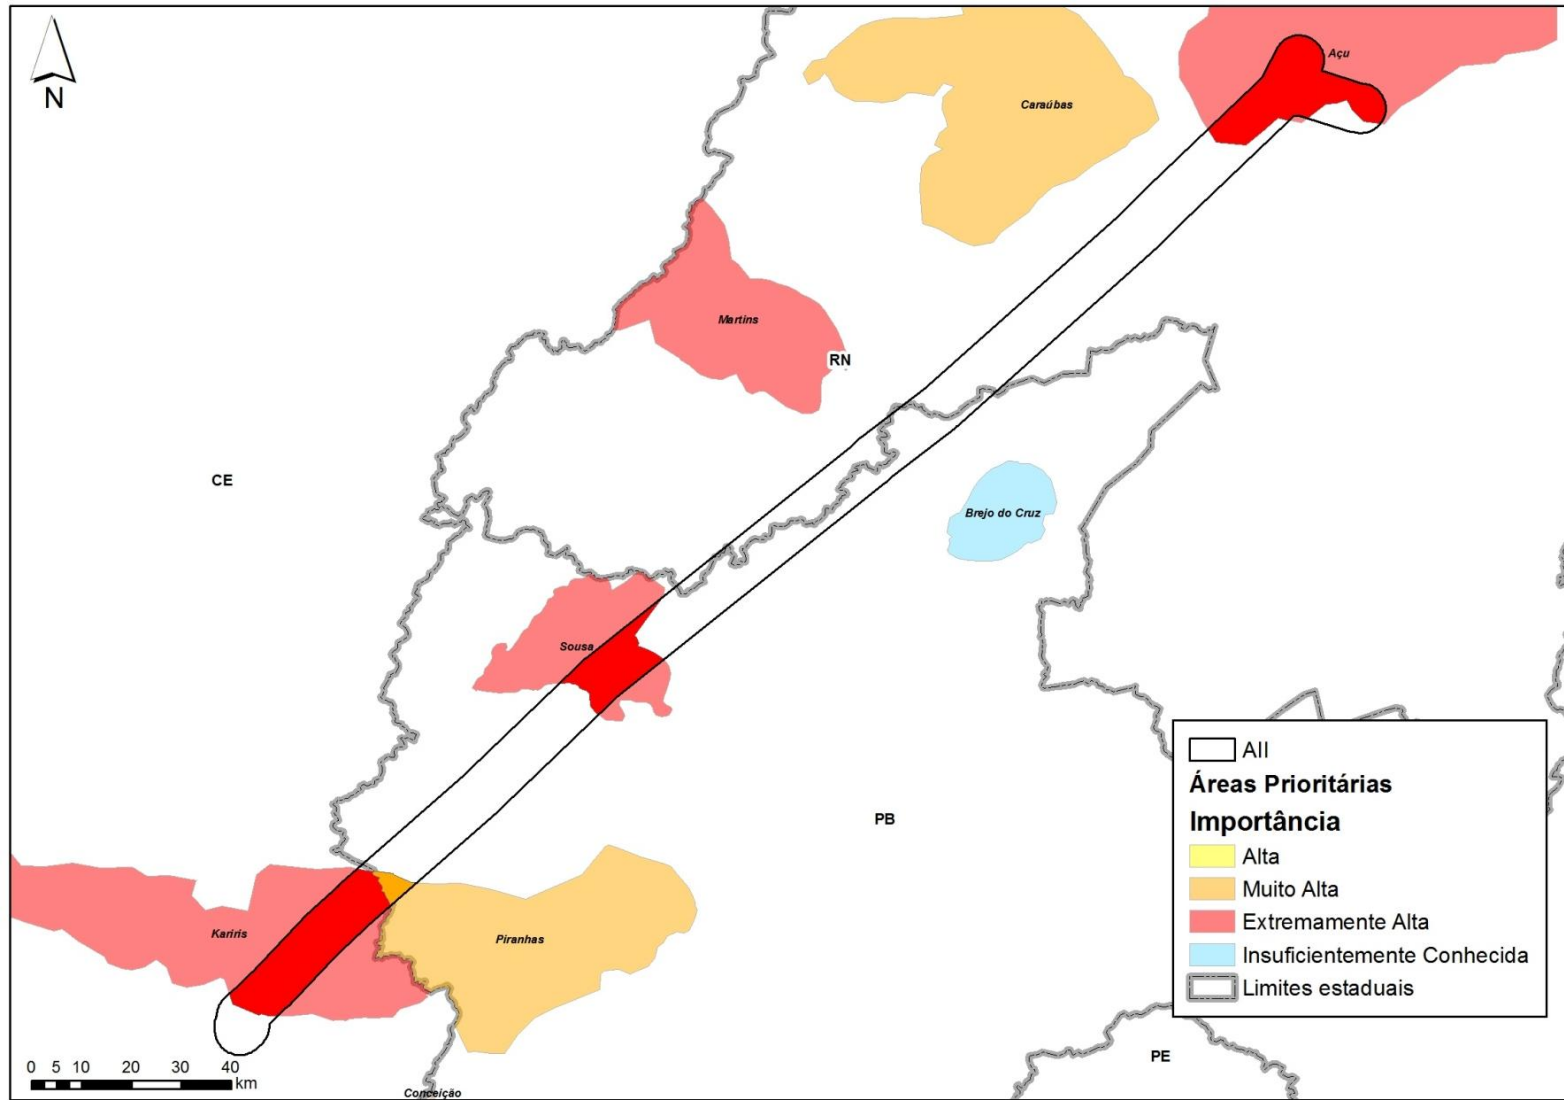 N
Açu
Caraúbas
Martins
RN
CE
Brejo do Cruz
Sousa
PB
Kariris
Piranhas
PE
Conceição
0 5 10 20 30 40
km
AII
Áreas Prioritárias
Importância
Alta
Muito Alta
Extremamente Alta
Insuficientemente Conhecida
Limites estaduais